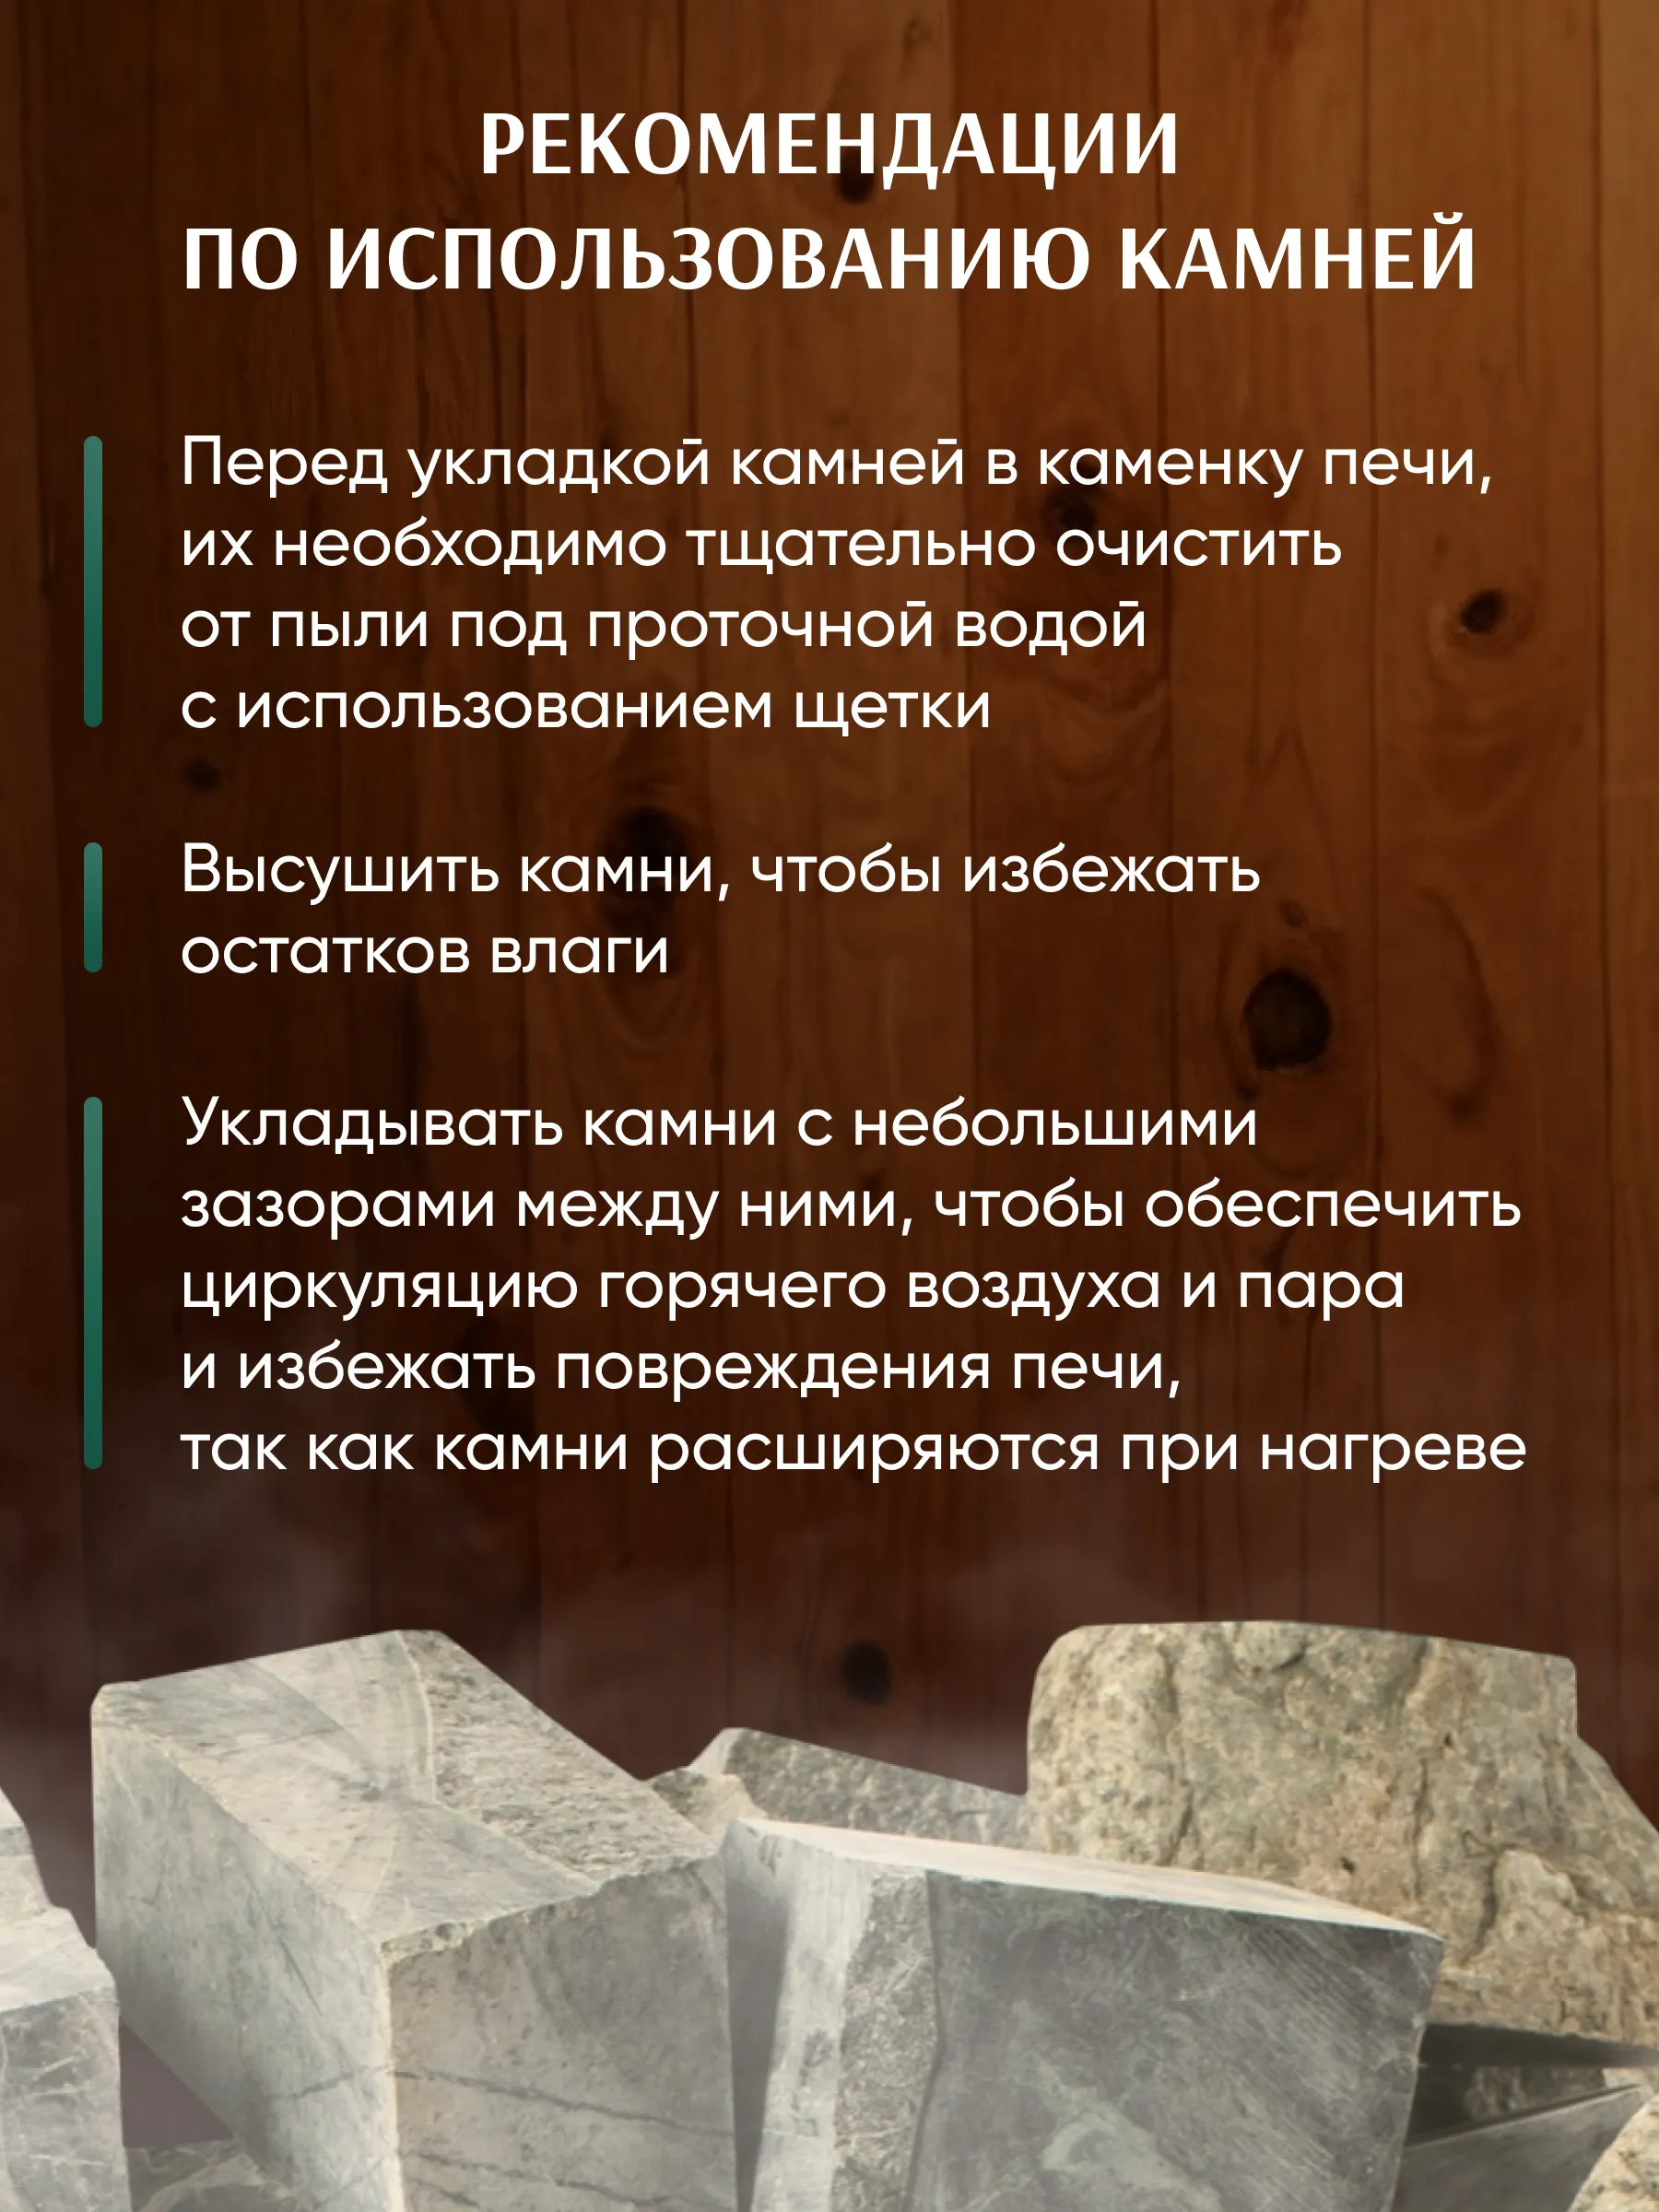 РЕКОМЕНДАЦИИ
ПО ИСПОЛЬЗОВАНИЮ КАМНЕЙ
Перед укладкой камней в каменку печи,
их необходимо тщательно очистить
от пыли под проточной водой
с использованием щетки
Высушить камни, чтобы избежать
остатков влаги
Укладывать камни с небольшими
зазорами между ними, чтобы обеспечить
циркуляцию горячего воздуха и пара
и избежать повреждения печи,
так как камни расширяются при нагреве